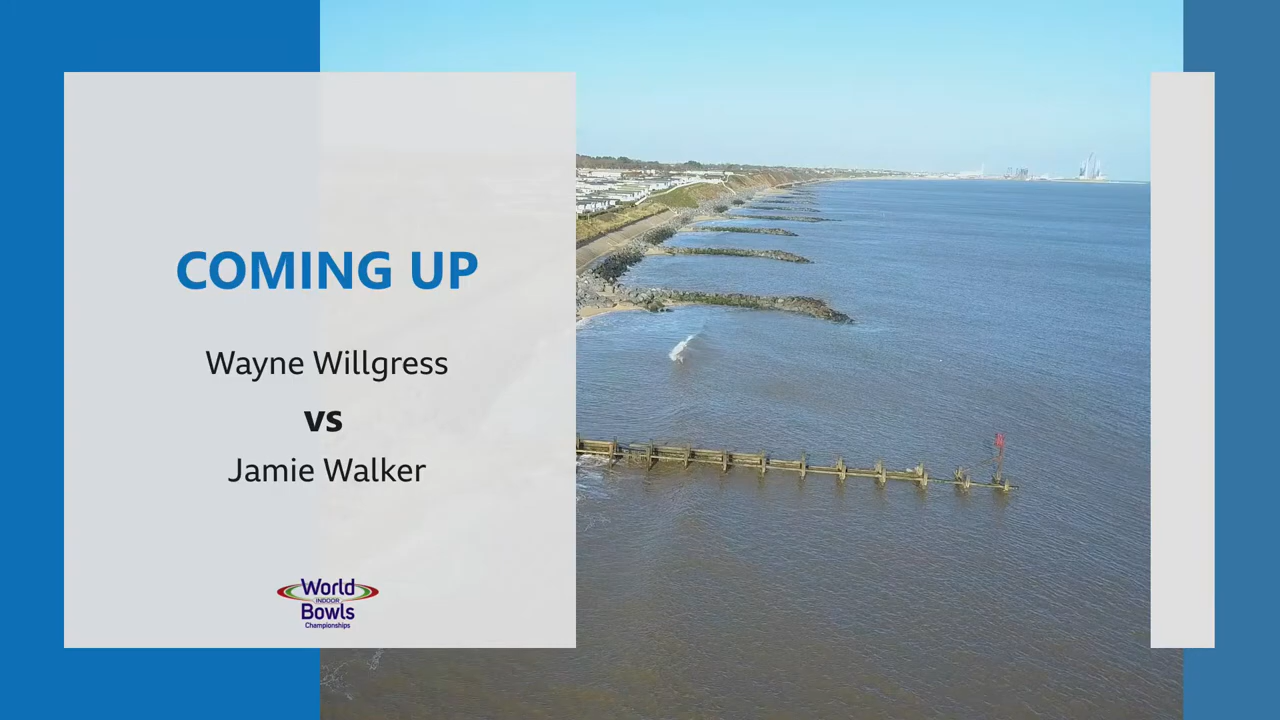 COMING UP
Wayne Willgress
vs
Jamie Walker
World
INDOOR
Bowls
Championships